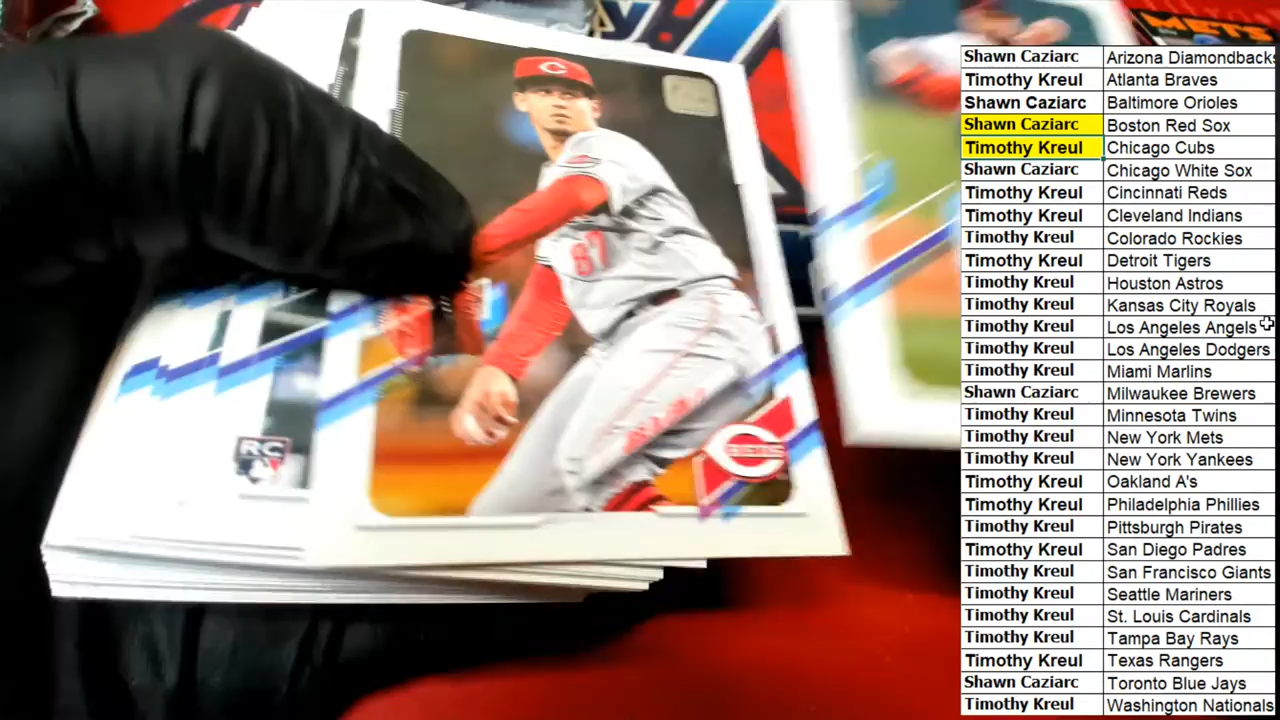 METS
RC
C
87
REDS
Shawn Caziarc Arizona Diamondbacks
Timothy Kreul Atlanta Braves
Shawn Caziarc Baltimore Orioles
Shawn Caziarc Boston Red Sox
Timothy Kreul Chicago Cubs
Shawn Caziarc Chicago White Sox
Timothy Kreul Cincinnati Reds
Timothy Kreul Cleveland Indians
Timothy Kreul Colorado Rockies
Timothy Kreul Detroit Tigers
Timothy Kreul Houston Astros
Timothy Kreul Kansas City Royals
Timothy Kreul Los Angeles Angels
Timothy Kreul Los Angeles Dodgers
Timothy Kreul Miami Marlins
Shawn Caziarc Milwaukee Brewers
Timothy Kreul Minnesota Twins
Timothy Kreul New York Mets
Timothy Kreul New York Yankees
Timothy Kreul Oakland A's
Timothy Kreul Philadelphia Phillies
Timothy Kreul Pittsburgh Pirates
Timothy Kreul San Diego Padres
Timothy Kreul San Francisco Giants
Timothy Kreul Seattle Mariners
Timothy Kreul St. Louis Cardinals
Timothy Kreul Tampa Bay Rays
Timothy Kreul Texas Rangers
Shawn Caziarc Toronto Blue Jays
Timothy Kreul Washington Nationals